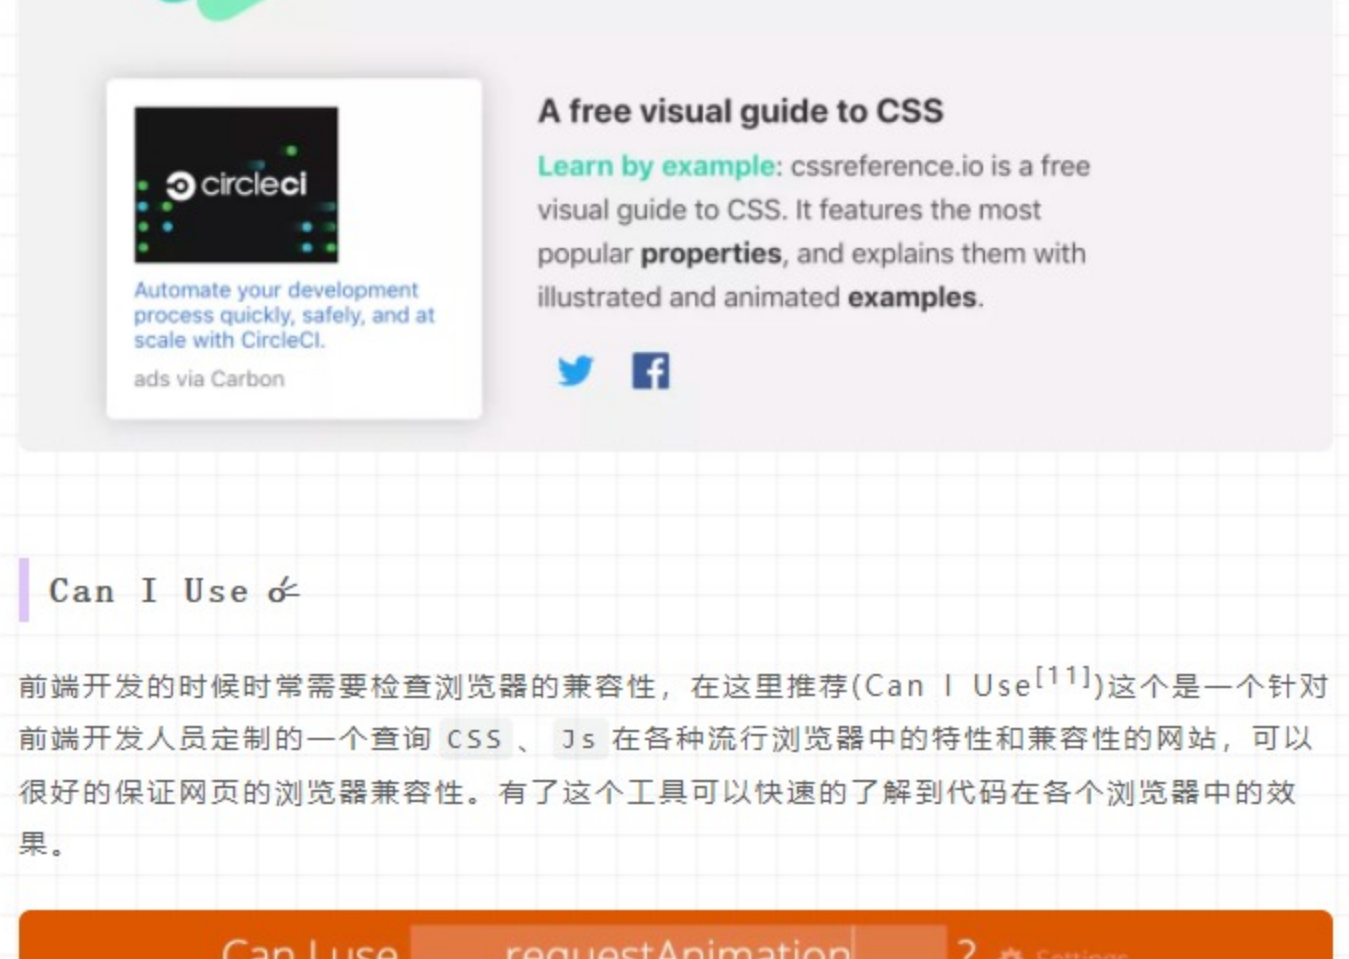 circleci
Automate your development
process quickly, safely, and at
scale with CircleCI.
ads via Carbon
A free visual guide to CSS
Learn by example: cssreference.io is a free
visual guide to CSS. It features the most
popular properties, and explains them with
illustrated and animated examples.
Can I Use
前端开发的时候时常需要检查浏览器的兼容性，在这里推荐(Can I Use[11])这个是一个针对
前端开发人员定制的一个查询 CSS 、 Js 在各种流行浏览器中的特性和兼容性的网站，可以
很好的保证网页的浏览器兼容性。有了这个工具可以快速的了解到代码在各个浏览器中的效
果。
Can I use requestAnimation ? Settings